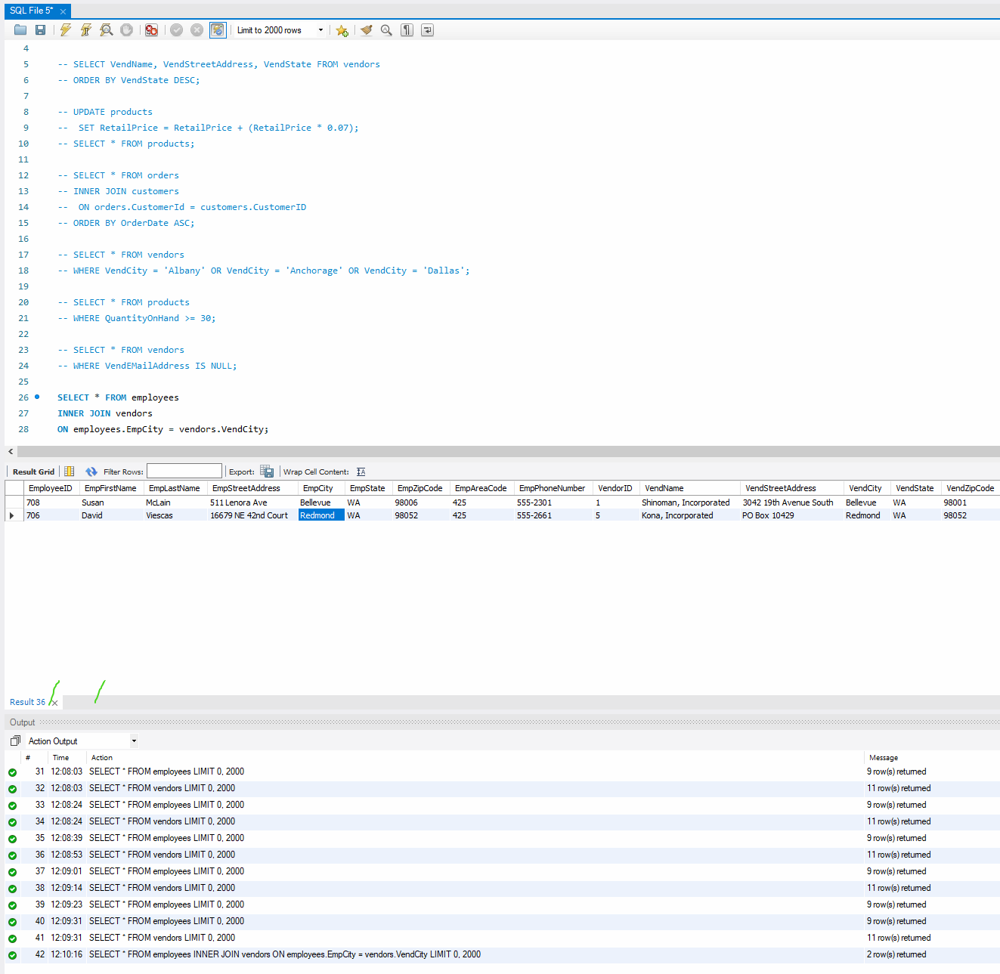 SQL File 5*
Limit to 2000 rows
4
5 -- SELECT VendName, VendStreetAddress, VendState FROM vendors
6 -- ORDER BY VendState DESC;
7
8 -- UPDATE products
9 --  SET RetailPrice = RetailPrice + (RetailPrice * 0.07);
10 -- SELECT * FROM products;
11
12 -- SELECT * FROM orders
13 -- INNER JOIN customers
14 --  ON orders.CustomerId = customers.CustomerID
15 -- ORDER BY OrderDate ASC;
16
17 -- SELECT * FROM vendors
18 -- WHERE VendCity = 'Albany' OR VendCity = 'Anchorage' OR VendCity = 'Dallas';
19
20 -- SELECT * FROM products
21 -- WHERE QuantityOnHand >= 30;
22
23 -- SELECT * FROM vendors
24 -- WHERE VendEMailAddress IS NULL;
25
26 SELECT * FROM employees
27 INNER JOIN vendors
28 ON employees.EmpCity = vendors.VendCity;
Result Grid Filter Rows: Export: Wrap Cell Content:
EmployeeID EmpFirstName EmpLastName EmpStreetAddress EmpCity EmpState EmpZipCode EmpAreaCode EmpPhoneNumber VendorID VendName VendStreetAddress VendCity VendState VendZipCode
708 Susan McLain 511 Lenora Ave Bellevue WA 98006 425 555-2301 1 Shinoman, Incorporated 3042 19th Avenue South Bellevue WA 98001
706 David Viescas 16679 NE 42nd Court Redmond WA 98052 425 555-2661 5 Kona, Incorporated PO Box 10429 Redmond WA 98052
Result 36
Output
Action Output
# Time Action Message
31 12:08:03 SELECT * FROM employees LIMIT 0, 2000 9 row(s) returned
32 12:08:03 SELECT * FROM vendors LIMIT 0, 2000 11 row(s) returned
33 12:08:24 SELECT * FROM employees LIMIT 0, 2000 9 row(s) returned
34 12:08:24 SELECT * FROM vendors LIMIT 0, 2000 11 row(s) returned
35 12:08:39 SELECT * FROM employees LIMIT 0, 2000 9 row(s) returned
36 12:08:53 SELECT * FROM vendors LIMIT 0, 2000 11 row(s) returned
37 12:09:01 SELECT * FROM employees LIMIT 0, 2000 9 row(s) returned
38 12:09:14 SELECT * FROM vendors LIMIT 0, 2000 11 row(s) returned
39 12:09:23 SELECT * FROM employees LIMIT 0, 2000 9 row(s) returned
40 12:09:31 SELECT * FROM employees LIMIT 0, 2000 9 row(s) returned
41 12:09:31 SELECT * FROM vendors LIMIT 0, 2000 11 row(s) returned
42 12:10:16 SELECT * FROM employees INNER JOIN vendors ON employees.EmpCity = vendors.VendCity LIMIT 0, 2000 2 row(s) returned